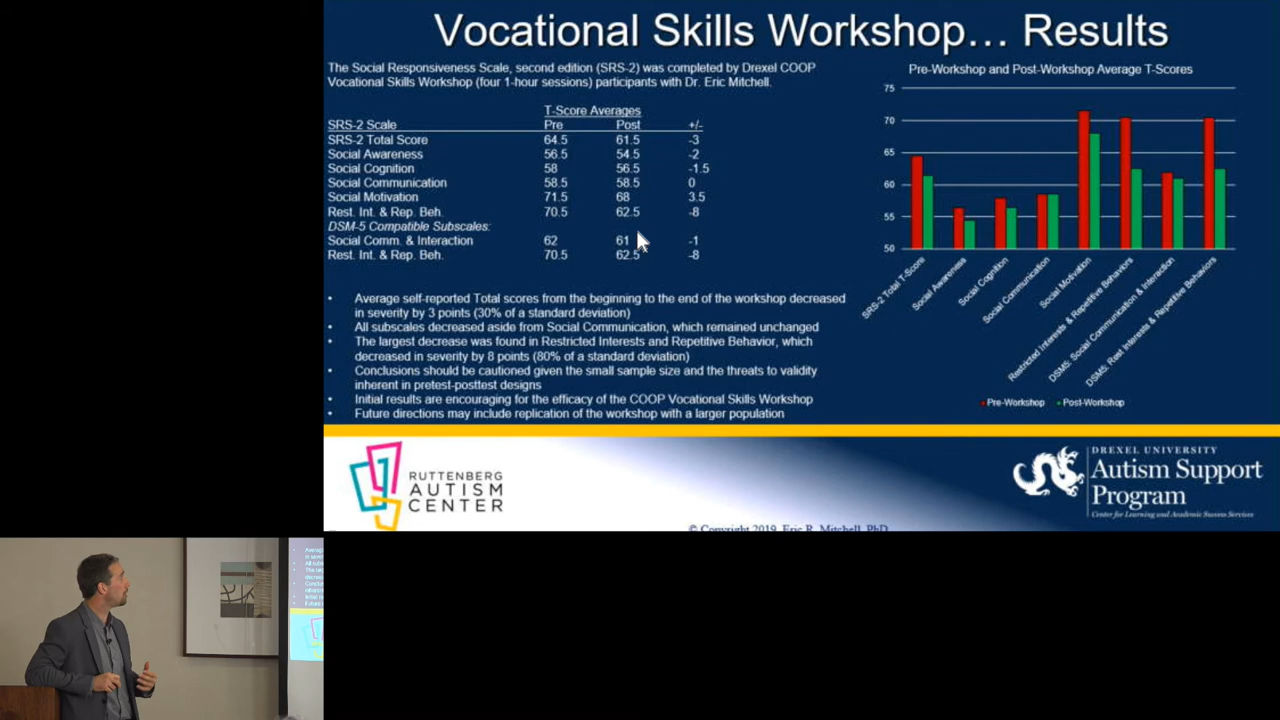 Vocational Skills Workshop… Results
The Social Responsiveness Scale, second edition (SRS-2) was completed by Drexel COOP
Vocational Skills Workshop (four 1-hour sessions) participants with Dr. Eric Mitchell.
T-Score Averages
SRS-2 Scale Pre Post +/-
SRS-2 Total Score 64.5 61.5 -3
Social Awareness 56.5 54.5 -2
Social Cognition 58 56.5 -1.5
Social Communication 58.5 58.5 0
Social Motivation 71.5 68 3.5
Rest. Int. & Rep. Beh. 70.5 62.5 -8
DSM-5 Compatible Subscales:
Social Comm. & Interaction 62 61 -1
Rest. Int. & Rep. Beh. 70.5 62.5 -8
• Average self-reported Total scores from the beginning to the end of the workshop decreased
in severity by 3 points (30% of a standard deviation)
• All subscales decreased aside from Social Communication, which remained unchanged
• The largest decrease was found in Restricted Interests and Repetitive Behavior, which
decreased in severity by 8 points (80% of a standard deviation)
• Conclusions should be cautioned given the small sample size and the threats to validity
inherent in pretest-posttest designs
• Initial results are encouraging for the efficacy of the COOP Vocational Skills Workshop
• Future directions may include replication of the workshop with a larger population
Pre-Workshop and Post-Workshop Average T-Scores
75
70
65
60
55
50
SRS-2 Total T-Score
Social Awareness
Social Cognition
Social Communication
Social Motivation
Restricted Interests & Repetitive Behaviors
DSM5: Social Communication & Interaction
DSM5: Rest Interests & Repetitive Behaviors
Pre-Workshop Post-Workshop
RUTTENBERG
AUTISM
CENTER
DREXEL UNIVERSITY
Autism Support
Program
Center for Learning and Academic Success Services
© Copyright 2019, Eric R. Mitchell, PhD